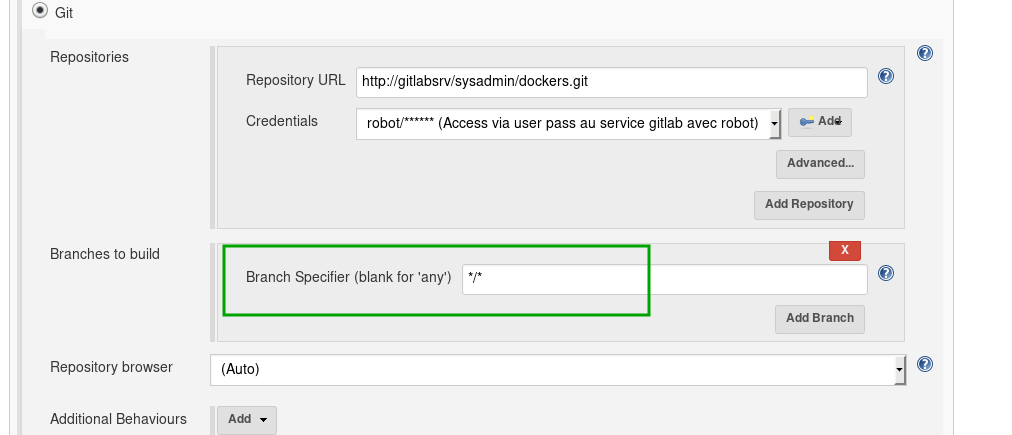 Git
Repositories
Repository URL http://gitlabsrv/sysadmin/dockers.git
Credentials robot/****** (Access via user pass au service gitlab avec robot) Add
Advanced...
Add Repository
Branches to build
X
Branch Specifier (blank for 'any') */*
Add Branch
Repository browser (Auto)
Additional Behaviours Add